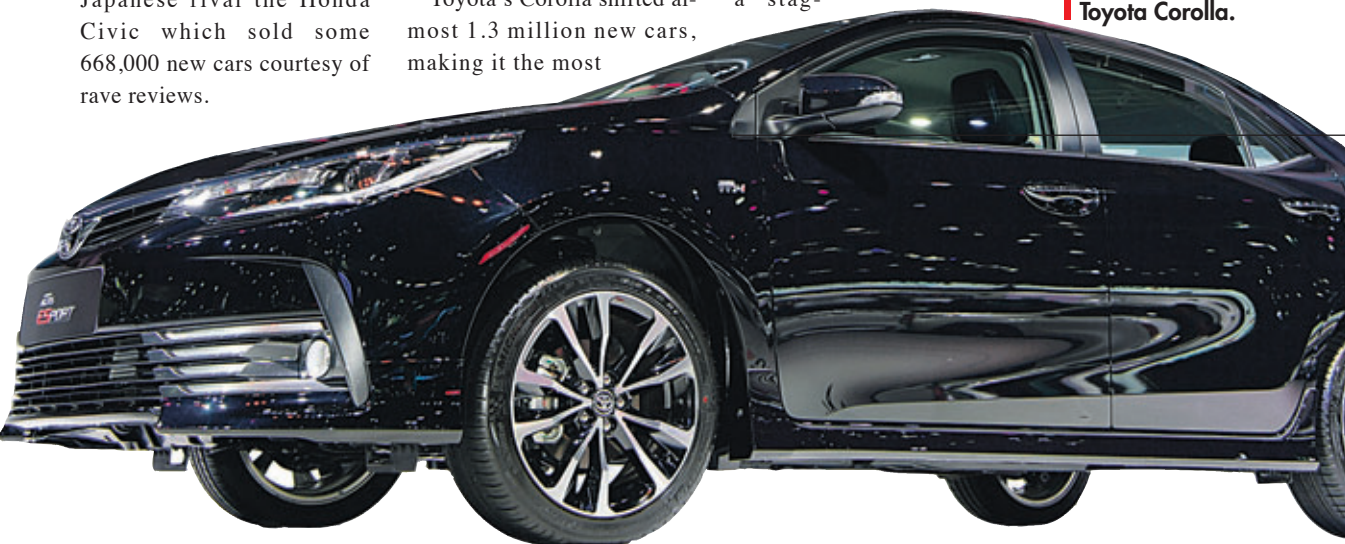 Japanese rival the Honda
Civic which sold some
668,000 new cars courtesy of
rave reviews.
Toyota's Corolla shifted al-
most 1.3 million new cars,
making it the most
a stag-
Toyota Corolla.
ESPORT